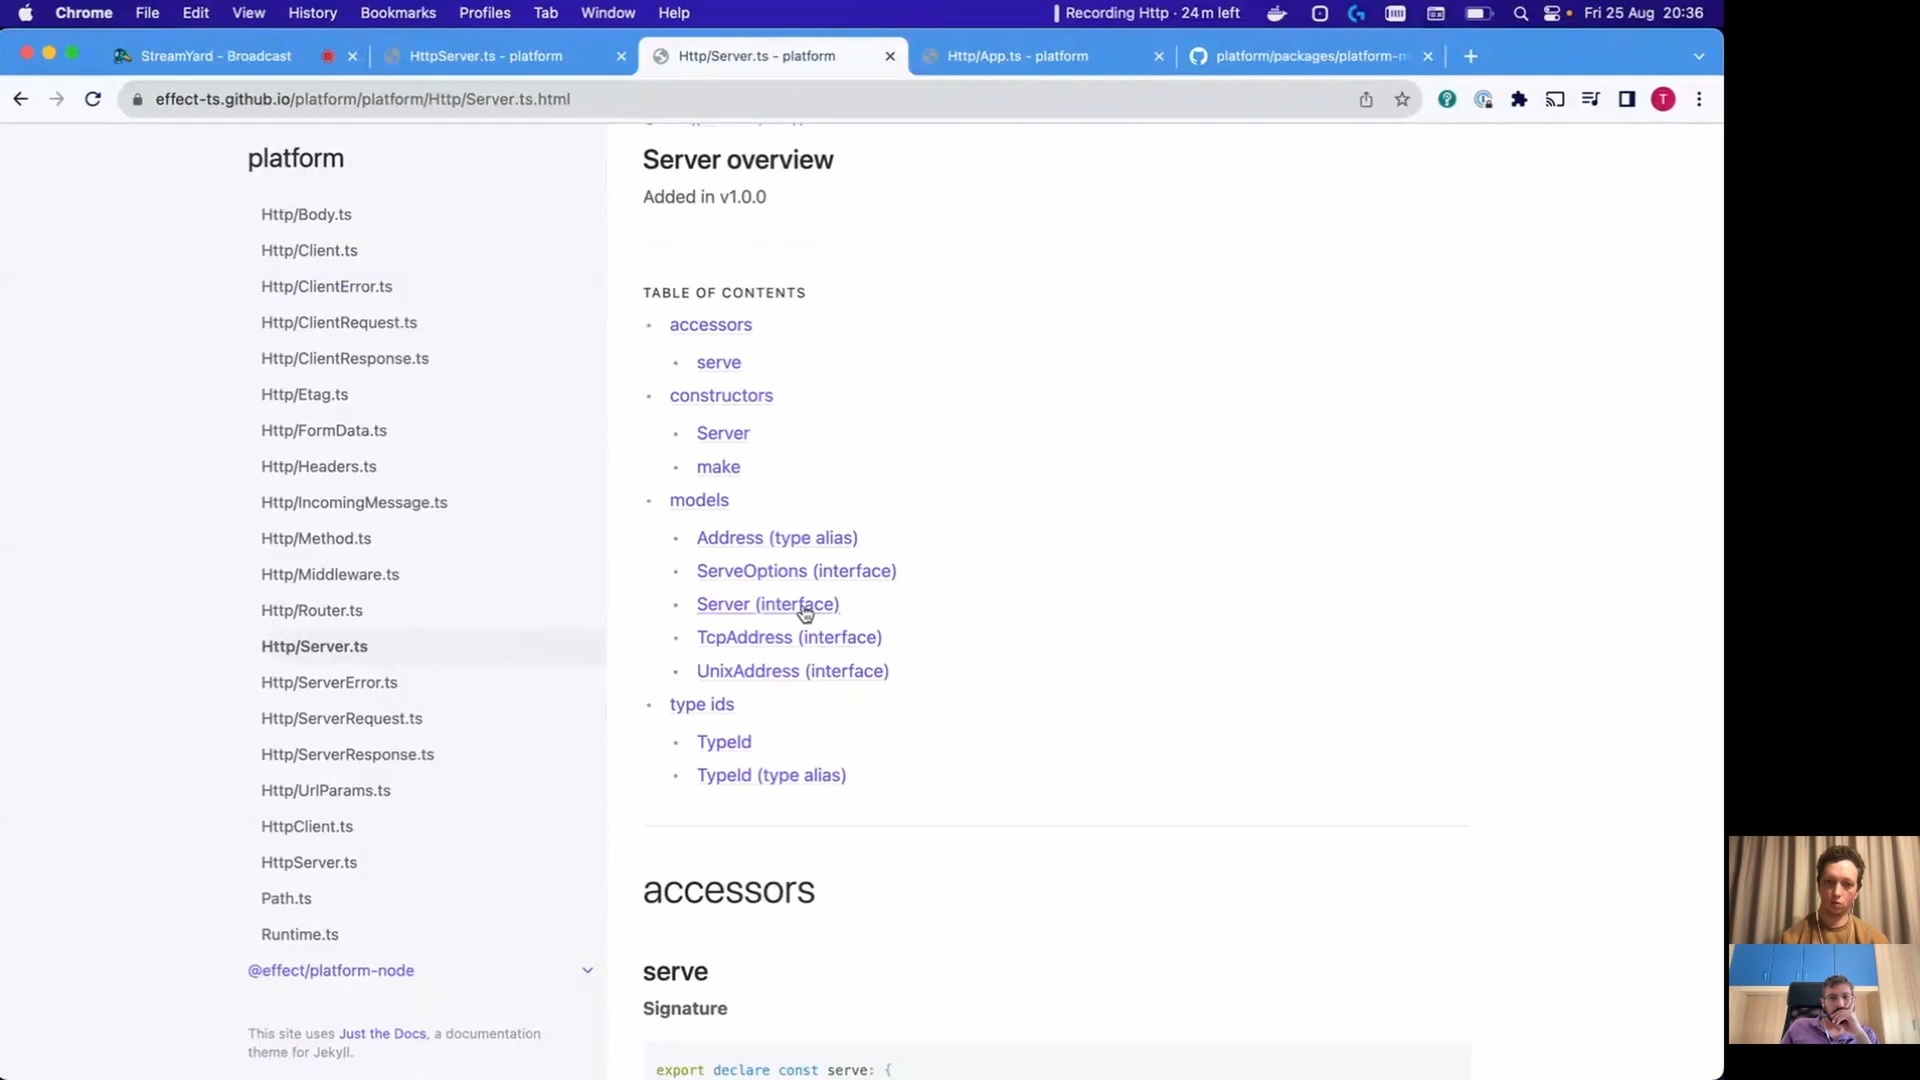 Chrome File Edit View History Bookmarks Profiles Tab Window Help Recording Http · 24 m left Fri 25 Aug 20:36
StreamYard - Broadcast HttpServer.ts - platform Http/Server.ts - platform Http/App.ts - platform platform/packages/platform-n
effect-ts.github.io/platform/platform/Http/Server.ts.html T
platform
Http/Body.ts
Http/Client.ts
Http/ClientError.ts
Http/ClientRequest.ts
Http/ClientResponse.ts
Http/Etag.ts
Http/FormData.ts
Http/Headers.ts
Http/IncomingMessage.ts
Http/Method.ts
Http/Middleware.ts
Http/Router.ts
Http/Server.ts
Http/ServerError.ts
Http/ServerRequest.ts
Http/ServerResponse.ts
Http/UrlParams.ts
HttpClient.ts
HttpServer.ts
Path.ts
Runtime.ts
@effect/platform-node
This site uses Just the Docs, a documentation
theme for Jekyll.
Server overview
Added in v1.0.0
TABLE OF CONTENTS
accessors
serve
constructors
Server
make
models
Address (type alias)
ServeOptions (interface)
Server (interface)
TcpAddress (interface)
UnixAddress (interface)
type ids
TypeId
TypeId (type alias)
accessors
serve
Signature
export declare const serve: {